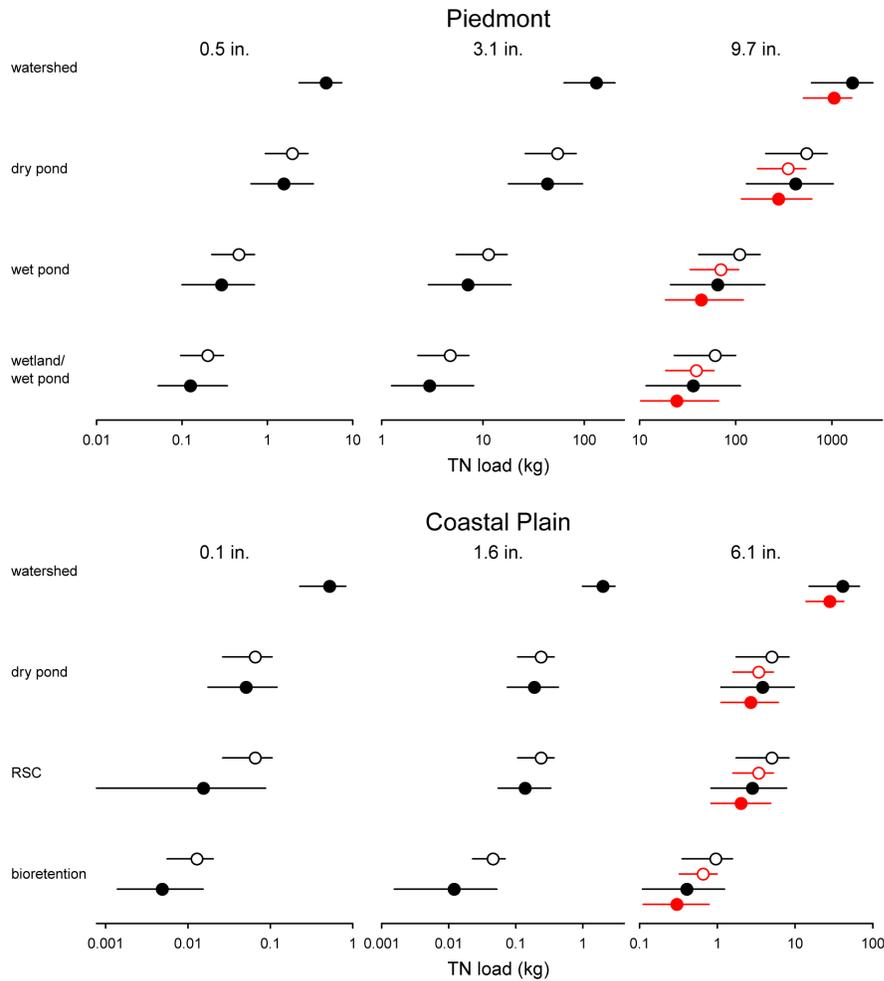 Piedmont
0.5 in. 3.1 in. 9.7 in.
watershed
dry pond
wet pond
wetland/
wet pond
0.01 0.1 1 10 1 10 100 10 100 1000
TN load (kg)
Coastal Plain
0.1 in. 1.6 in. 6.1 in.
watershed
dry pond
RSC
bioretention
0.001 0.01 0.1 1 0.001 0.01 0.1 1 0.1 1 10 100
TN load (kg)